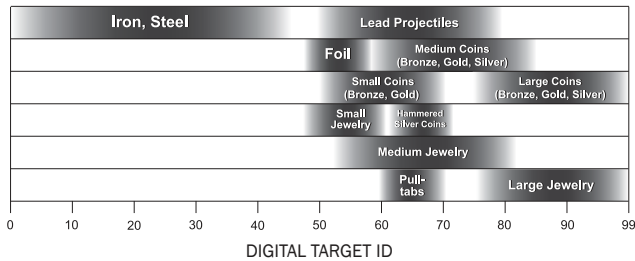 Iron, Steel
Lead Projectiles
Foil
Medium Coins
(Bronze, Gold, Silver)
Small Coins
(Bronze, Gold)
Large Coins
(Bronze, Gold, Silver)
Small
Jewelry
Hammered
Silver Coins
Medium Jewelry
Pull-
tabs
Large Jewelry
0 10 20 30 40 50 60 70 80 90 99
DIGITAL TARGET ID